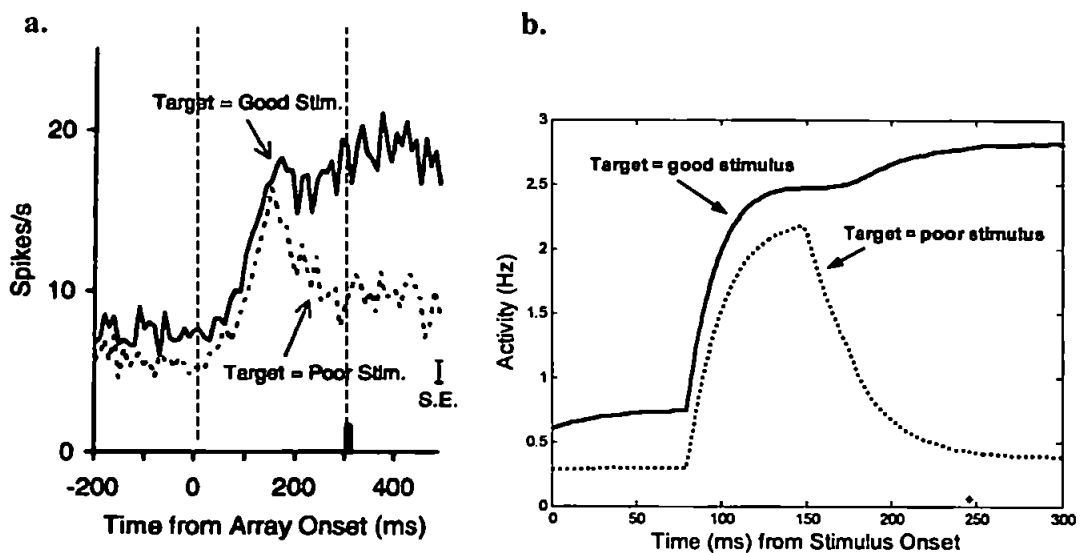 a.
Target = Good Stim.
20
Spikes/s
10
Target = Poor Stim.
S.E.
0
-200 0 200 400
Time from Array Onset (ms)
b.
3
Target = good stimulus
2.5
Target = poor stimulus
2
Activity (Hz)
1.5
1
0.5
0
0 50 100 150 200 250 300
Time (ms) from Stimulus Onset